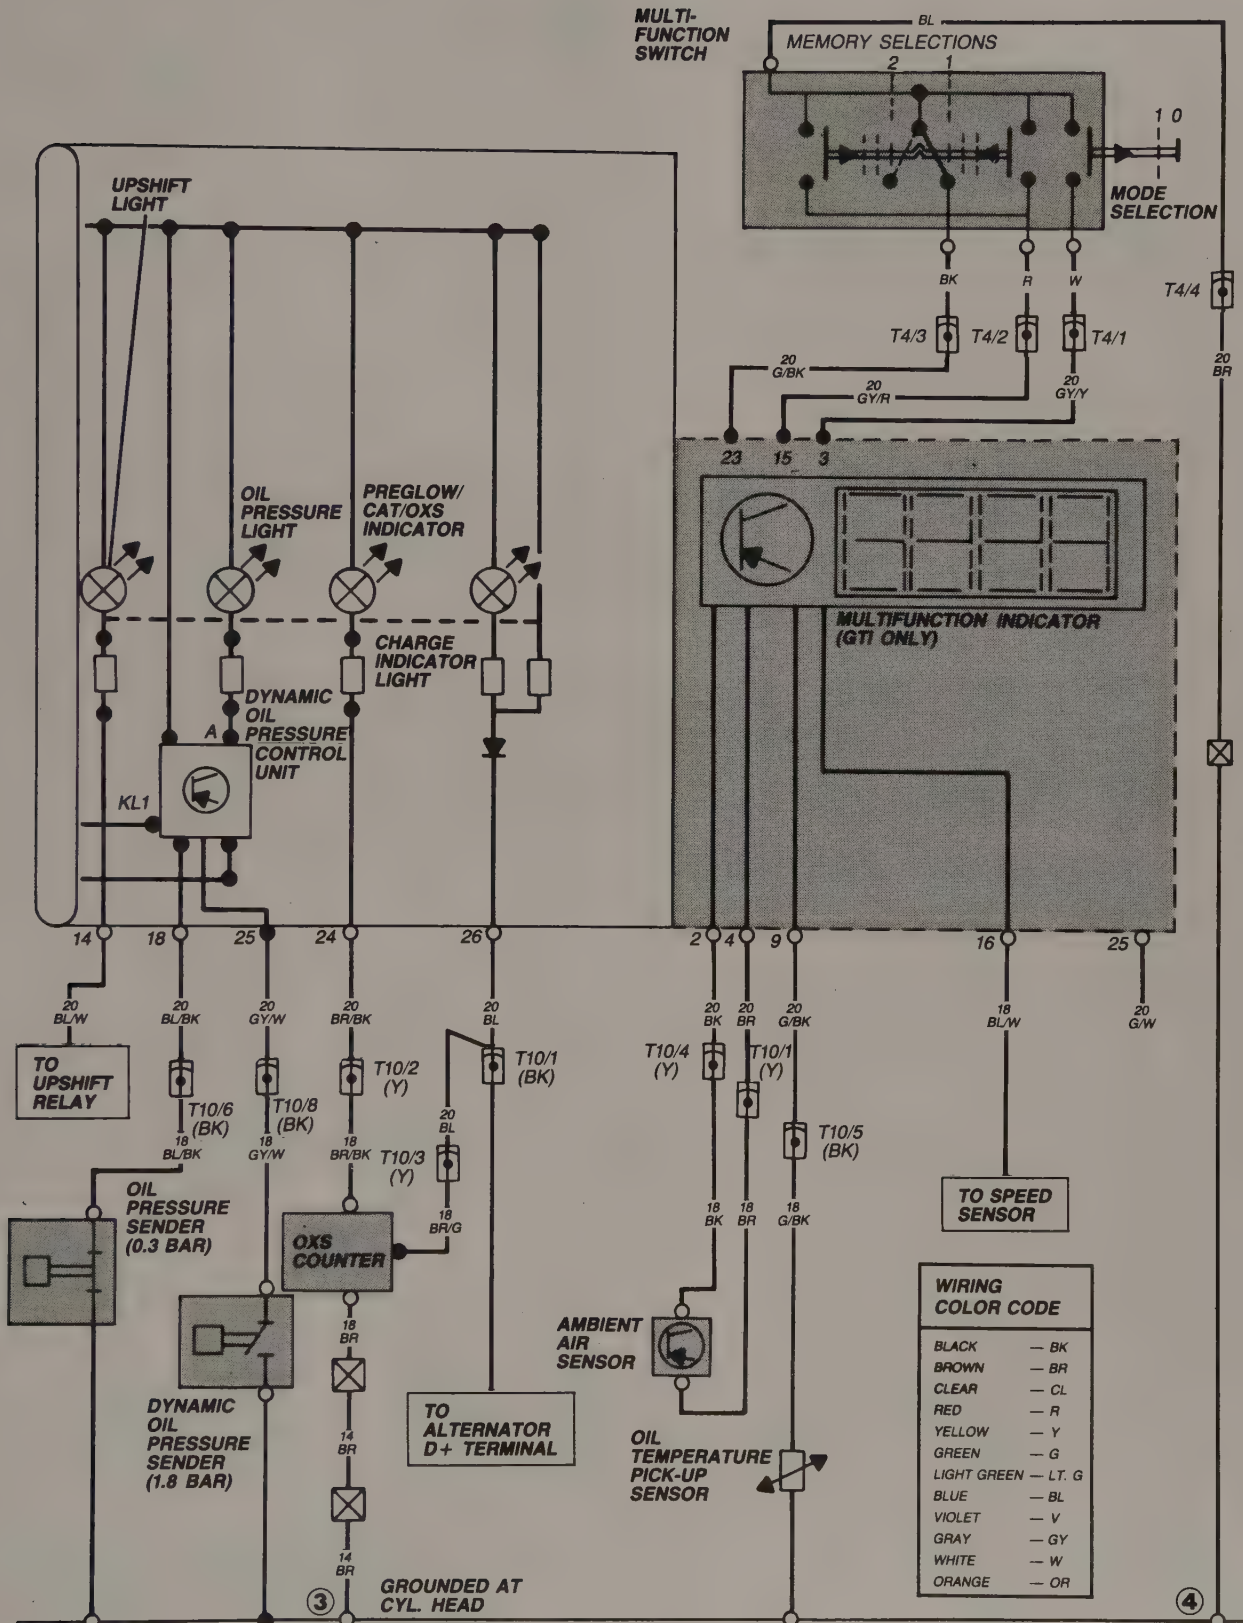 MULTI-
FUNCTION
SWITCH
BL
MEMORY SELECTIONS
2 1
1 0
MODE
SELECTION
BK R W
T4/4
T4/3 T4/2 T4/1
20
BR
20
G/BK
20
GY/R
20
GY/Y
23 15 3
UPSHIFT
LIGHT
OIL
PRESSURE
LIGHT
PREGLOW/
CAT/OXS
INDICATOR
MULTIFUNCTION INDICATOR
(GTI ONLY)
CHARGE
INDICATOR
LIGHT
DYNAMIC
OIL
PRESSURE
CONTROL
UNIT
A
KL1
14 18 25 24 26 2 4 9 16 25
20
BL/W
20
BL/BK
20
GY/W
20
BR/BK
20
BL
20
BK
20
BR
20
G/BK
18
BL/W
20
G/W
TO
UPSHIFT
RELAY
T10/6
(BK)
T10/8
(BK)
T10/2
(Y)
T10/1
(BK)
T10/4
(Y)
T10/1
(Y)
20
BL
T10/3
(Y)
T10/5
(BK)
18
BL/BK
18
GY/W
18
BR/BK
18
BR/G
18
BK
18
BR
18
G/BK
OIL
PRESSURE
SENDER
(0.3 BAR)
OXS
COUNTER
TO SPEED
SENSOR
18
BR
AMBIENT
AIR
SENSOR
DYNAMIC
OIL
PRESSURE
SENDER
(1.8 BAR)
14
BR
TO
ALTERNATOR
D+ TERMINAL
OIL
TEMPERATURE
PICK-UP
SENSOR
14
BR
3
GROUNDED AT
CYL. HEAD
WIRING
COLOR CODE
BLACK — BK
BROWN — BR
CLEAR — CL
RED — R
YELLOW — Y
GREEN — G
LIGHT GREEN — LT. G
BLUE — BL
VIOLET — V
GRAY — GY
WHITE — W
ORANGE — OR
4